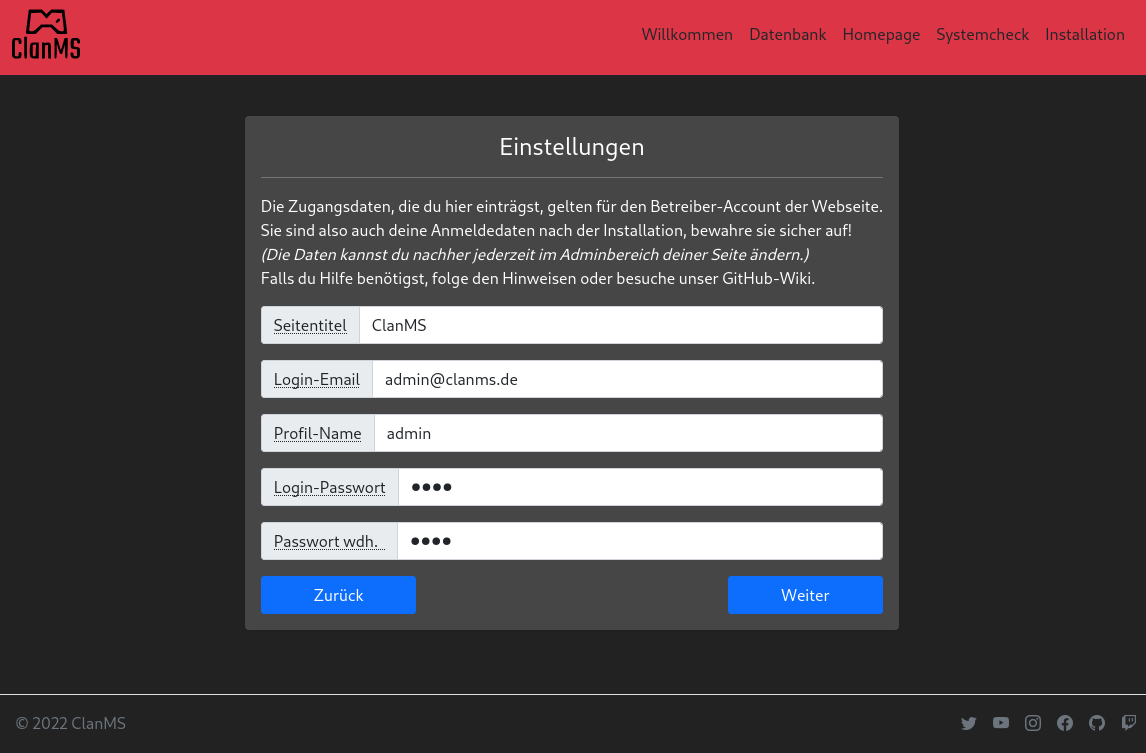 ClanMS
Willkommen Datenbank Homepage Systemcheck Installation
Einstellungen
Die Zugangsdaten, die du hier einträgst, gelten für den Betreiber-Account der Webseite.
Sie sind also auch deine Anmeldedaten nach der Installation, bewahre sie sicher auf!
(Die Daten kannst du nachher jederzeit im Adminbereich deiner Seite ändern.)
Falls du Hilfe benötigst, folge den Hinweisen oder besuche unser GitHub-Wiki.
Seitentitel ClanMS
Login-Email admin@clanms.de
Profil-Name admin
Login-Passwort ●●●●
Passwort wdh. ●●●●
Zurück Weiter
© 2022 ClanMS